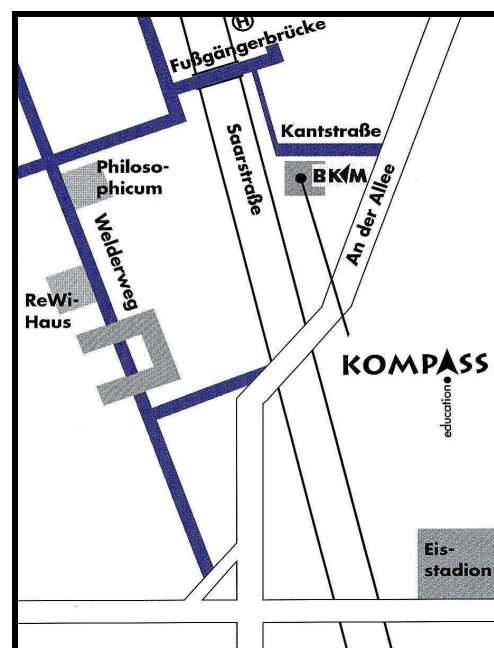 H
Fußgängerbrücke
Kantstraße
Philoso-
phicum
Saarstraße
BKM
An der Allee
Welderweg
ReWi-
Haus
KOMPASS
education
Eis-
stadion